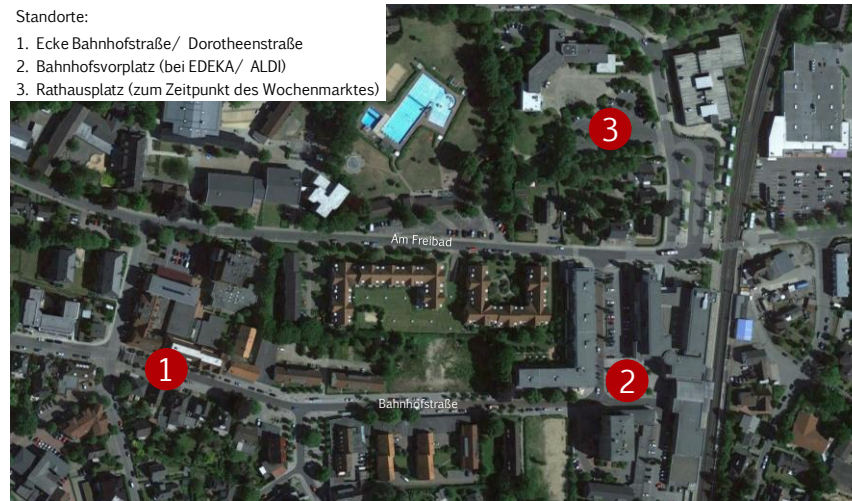 Standorte:
1. Ecke Bahnhofstraße/ Dorotheenstraße
2. Bahnhofsvorplatz (bei EDEKA/ ALDI)
3. Rathausplatz (zum Zeitpunkt des Wochenmarktes)
3
Am Freibad
1
2
Bahnhofstraße